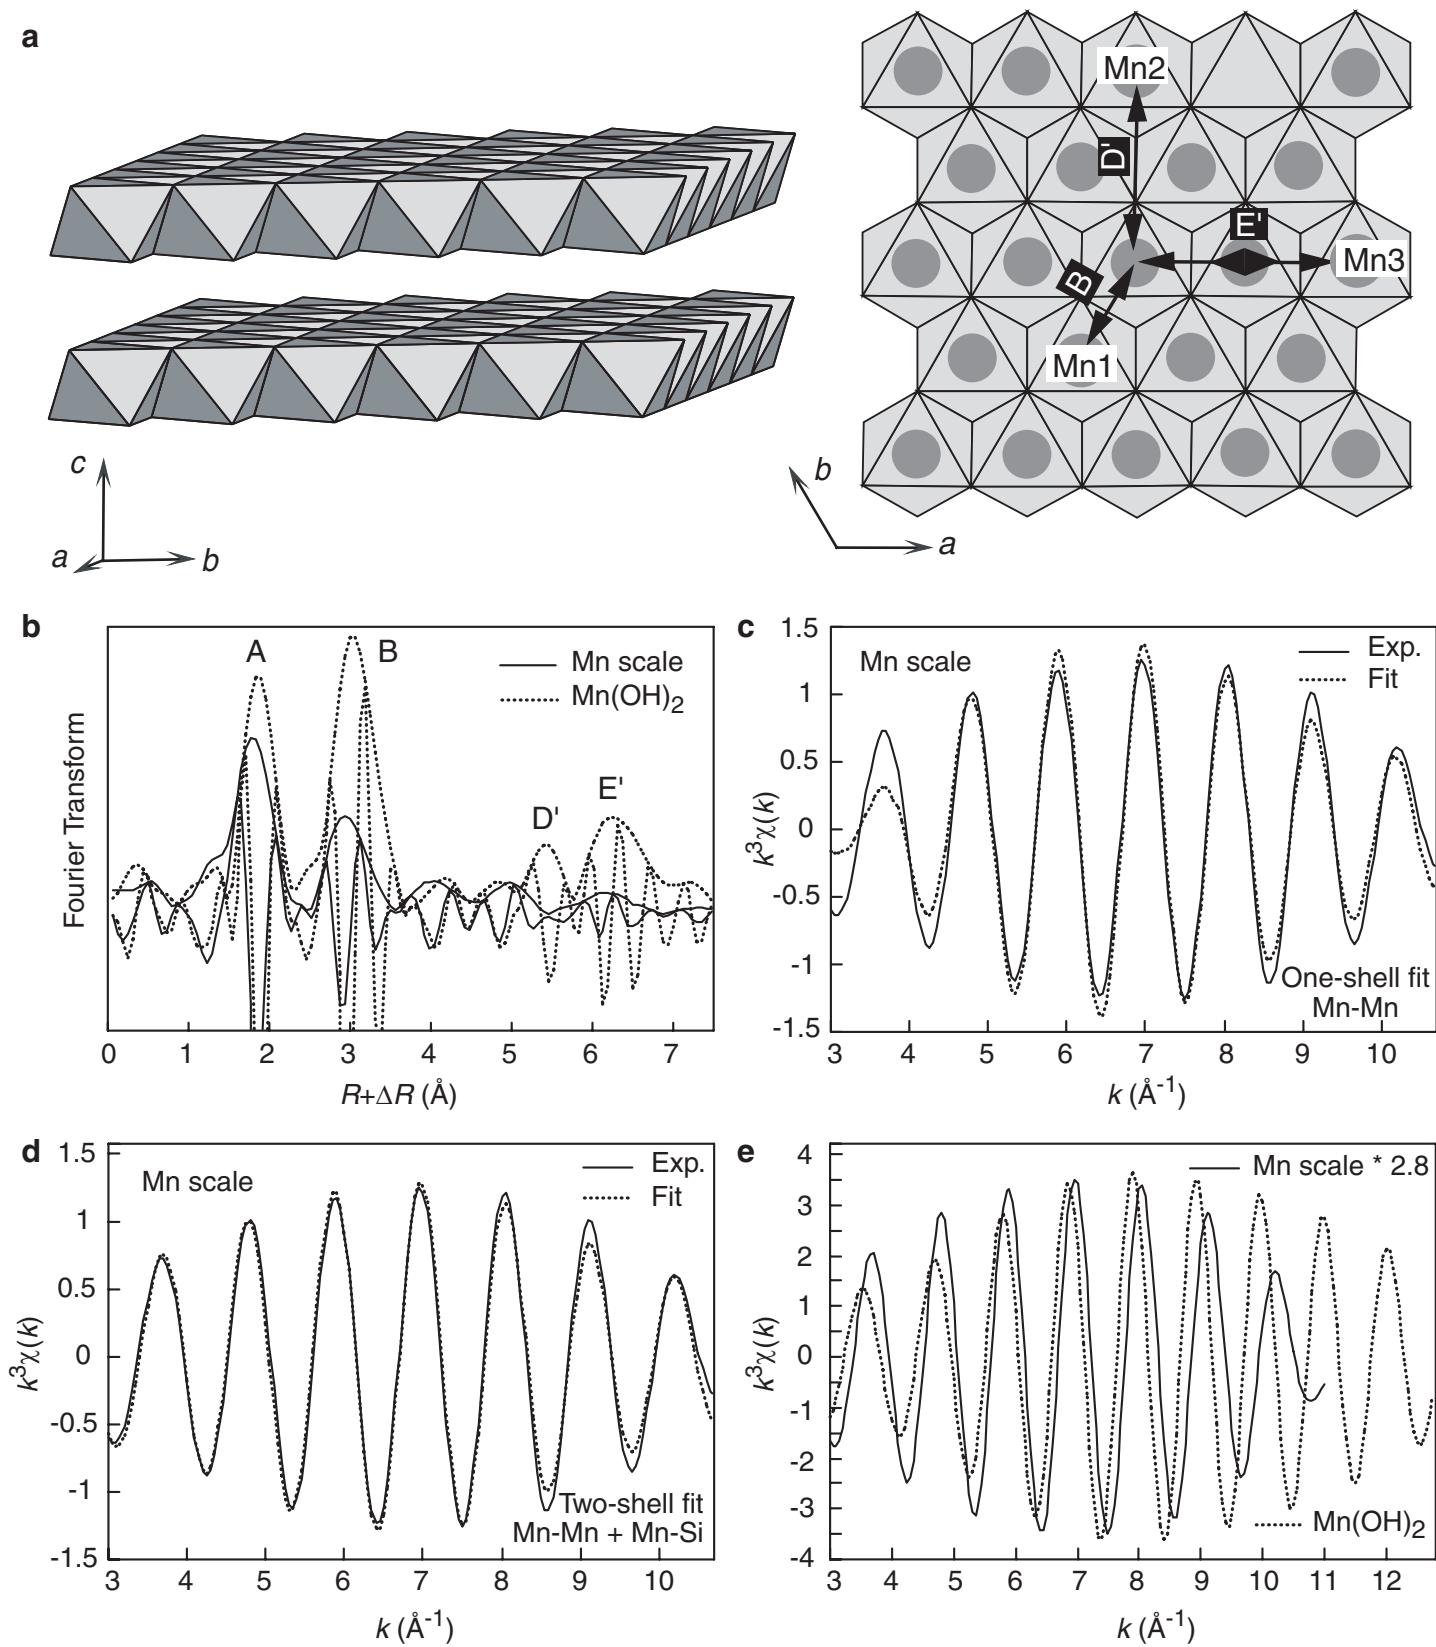 a
Mn2
D'
E'
Mn3
B
Mn1
c
a
b
b
a
b
A
B
Mn scale
Mn(OH)2
D'
E'
Fourier Transform
0 1 2 3 4 5 6 7
R+ΔR (Å)
c
Mn scale
Exp.
Fit
One-shell fit
Mn-Mn
1.5
1
0.5
0
-0.5
-1
-1.5
k3χ(k)
3 4 5 6 7 8 9 10
k (Å-1)
d
Mn scale
Exp.
Fit
Two-shell fit
Mn-Mn + Mn-Si
1.5
1
0.5
0
-0.5
-1
-1.5
k3χ(k)
3 4 5 6 7 8 9 10
k (Å-1)
e
Mn scale * 2.8
Mn(OH)2
4
3
2
1
0
-1
-2
-3
-4
k3χ(k)
3 4 5 6 7 8 9 10 11 12
k (Å-1)